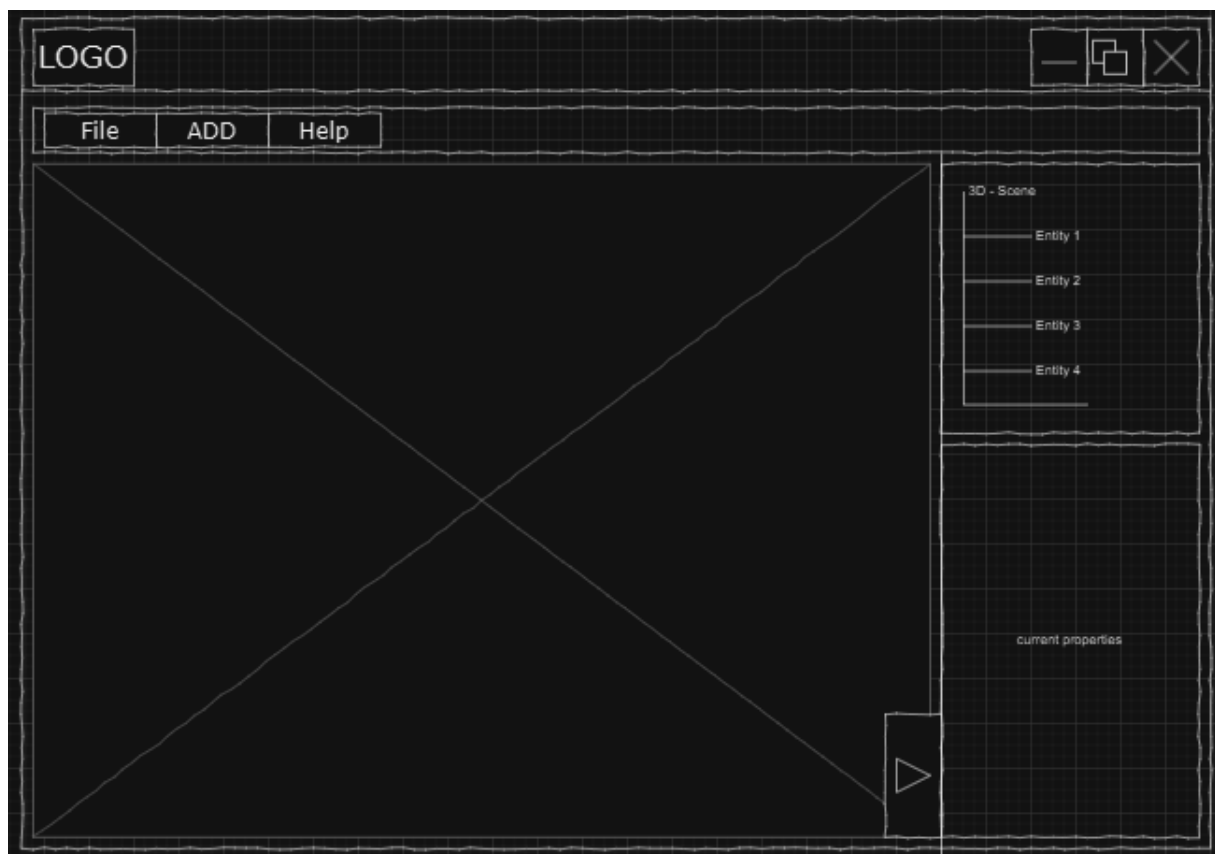 LOGO
File ADD Help
3D - Scene
Entity 1
Entity 2
Entity 3
Entity 4
current properties